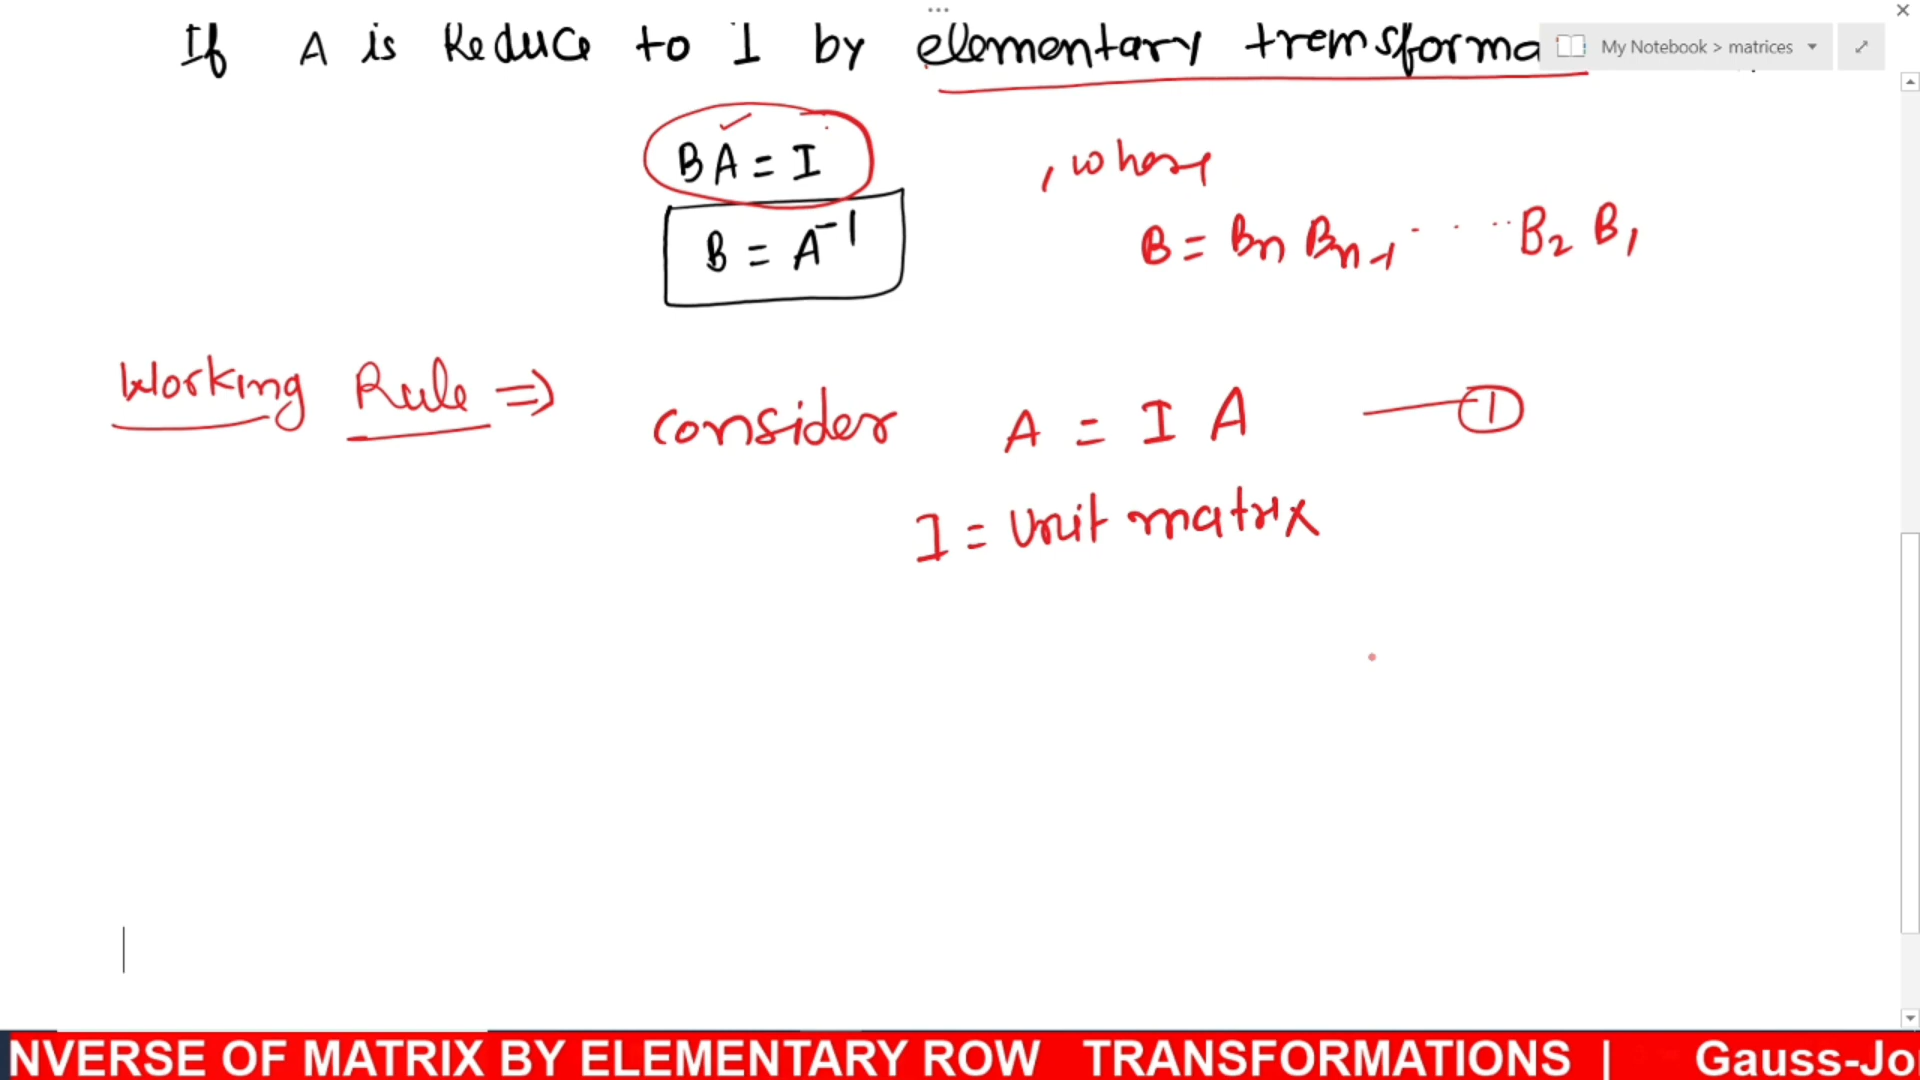 If A is Reduce to I by elementary tremsforma
My Notebook > matrices
BA = I , where
B = A⁻¹
B = Bn Bn-1 ..... B2 B1
Working Rule ⇒ consider A = I A — ①
I = Unit matrix
NVERSE OF MATRIX BY ELEMENTARY ROW TRANSFORMATIONS | Gauss-Jo